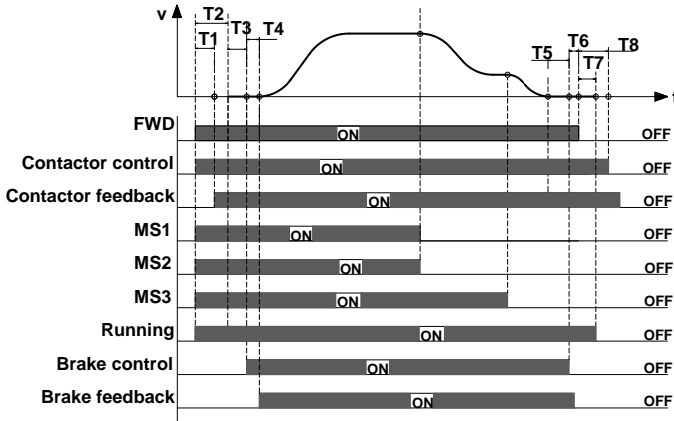 v
T2
T1
T3
T4
T5
T6
T7
T8
t
FWD ON OFF
Contactor control ON OFF
Contactor feedback ON OFF
MS1 ON OFF
MS2 ON OFF
MS3 ON OFF
Running ON OFF
Brake control ON OFF
Brake feedback ON OFF